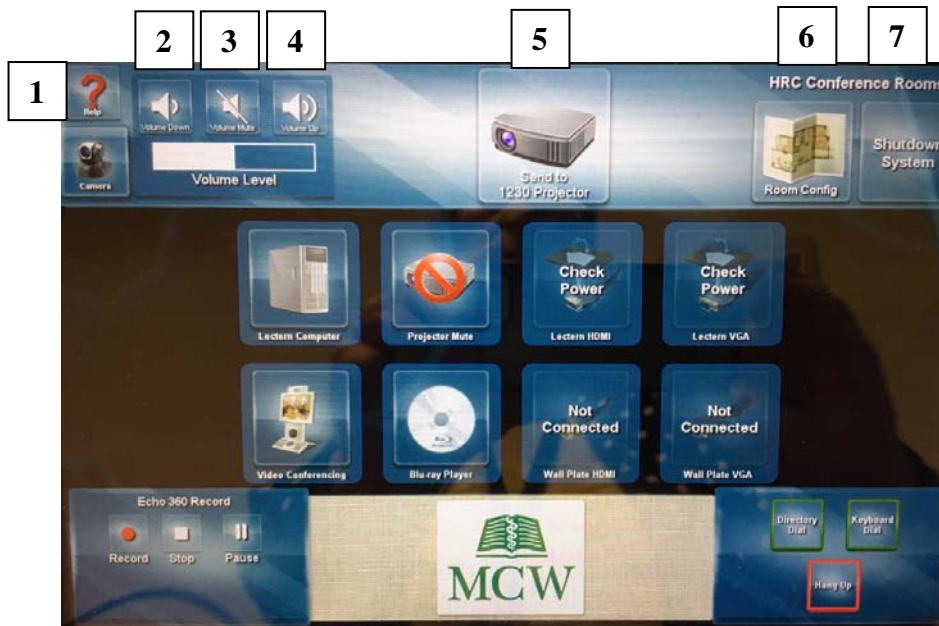 1
2
3
4
5
6
7
Help
Volume Down
Volume Mute
Volume Up
HRC Conference Rooms
Camera
Volume Level
Send to
1230 Projector
Room Config
Shutdown
System
Check
Power
Check
Power
Lectern Computer
Projector Mute
Lectern HDMI
Lectern VGA
Not
Connected
Not
Connected
Video Conferencing
Blu-ray Player
Wall Plate HDMI
Wall Plate VGA
Echo 360 Record
Record
Stop
Pause
MCW
Directory
Dial
Keyboard
Dial
Hang Up